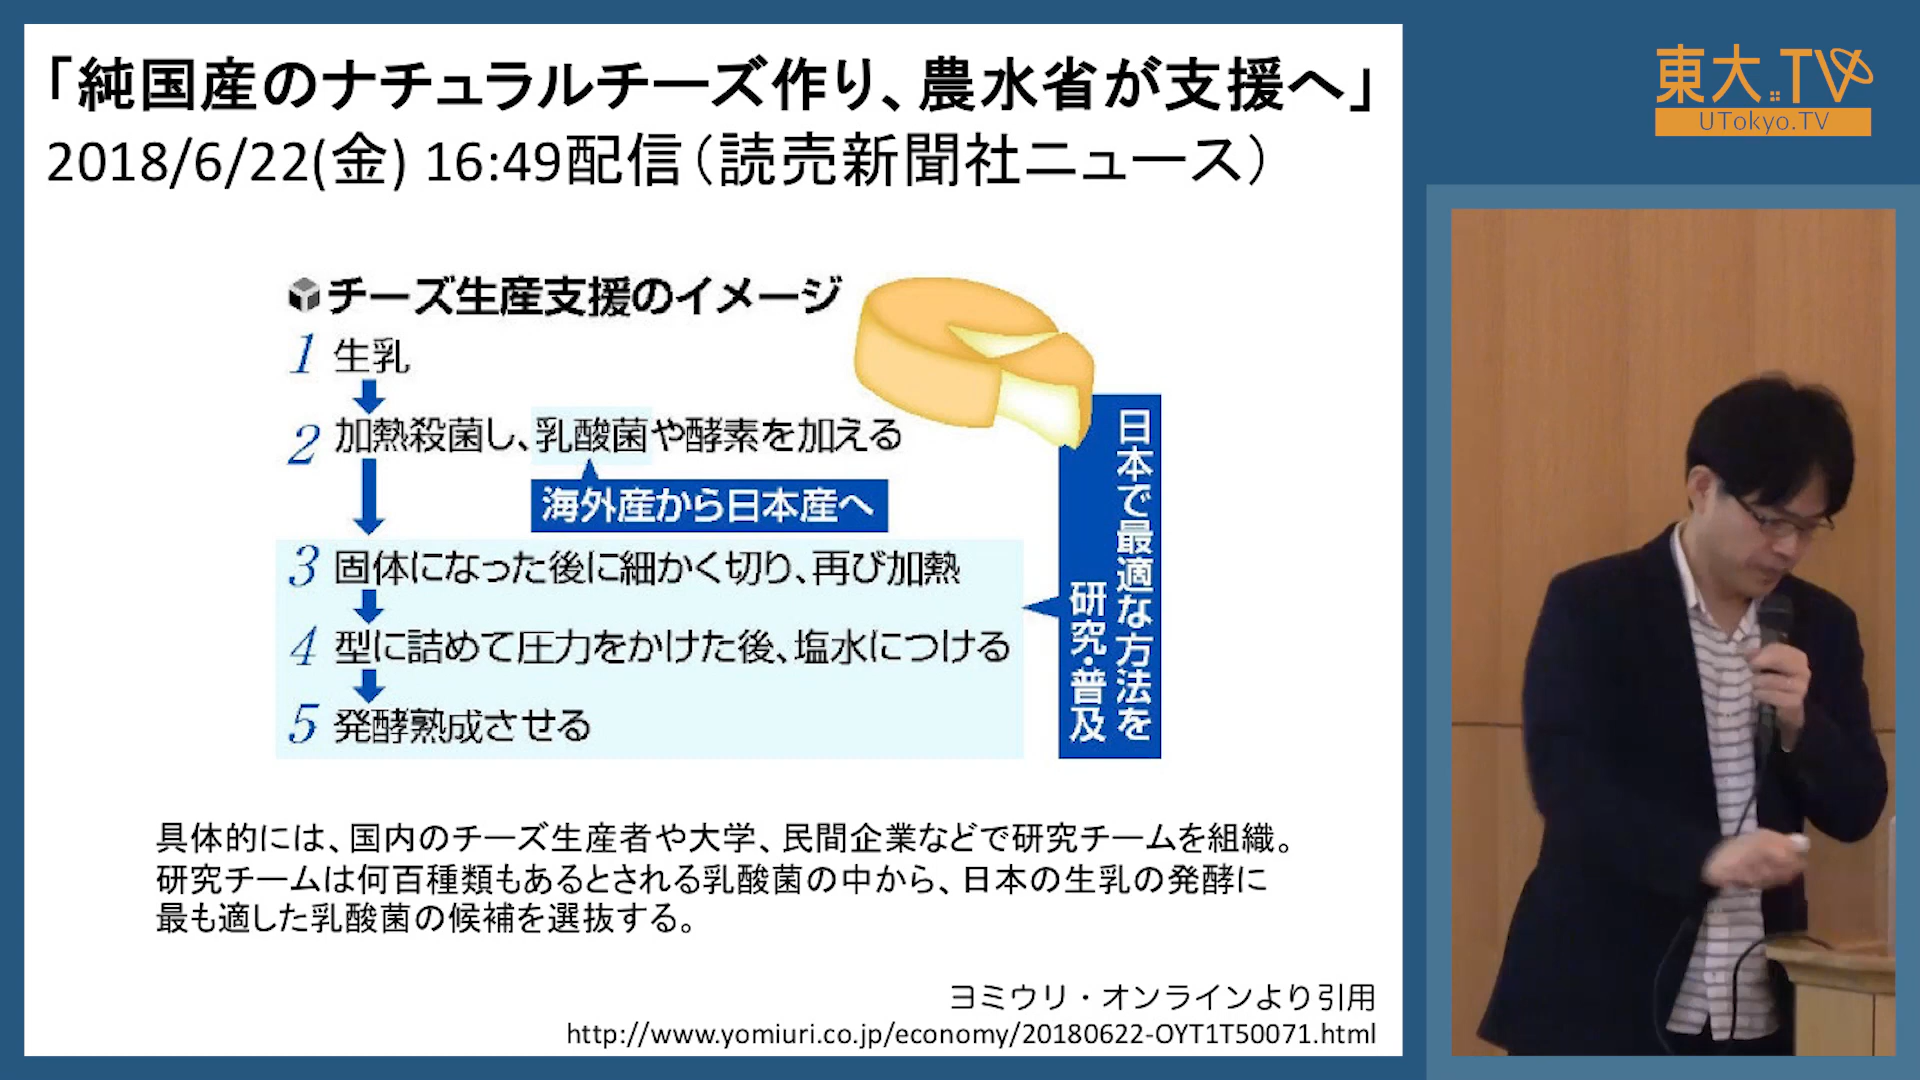 「純国産のナチュラルチーズ作り、農水省が支援へ」
2018/6/22(金) 16:49配信（読売新聞社ニュース）
チーズ生産支援のイメージ
1 生乳
2 加熱殺菌し、乳酸菌や酵素を加える
海外産から日本産へ
3 固体になった後に細かく切り、再び加熱
4 型に詰めて圧力をかけた後、塩水につける
5 発酵熟成させる
日本で最適な方法を
研究・普及
具体的には、国内のチーズ生産者や大学、民間企業などで研究チームを組織。
研究チームは何百種類もあるとされる乳酸菌の中から、日本の生乳の発酵に
最も適した乳酸菌の候補を選抜する。
ヨミウリ・オンラインより引用
http://www.yomiuri.co.jp/economy/20180622-OYT1T50071.html
東大TV
UTokyo.TV